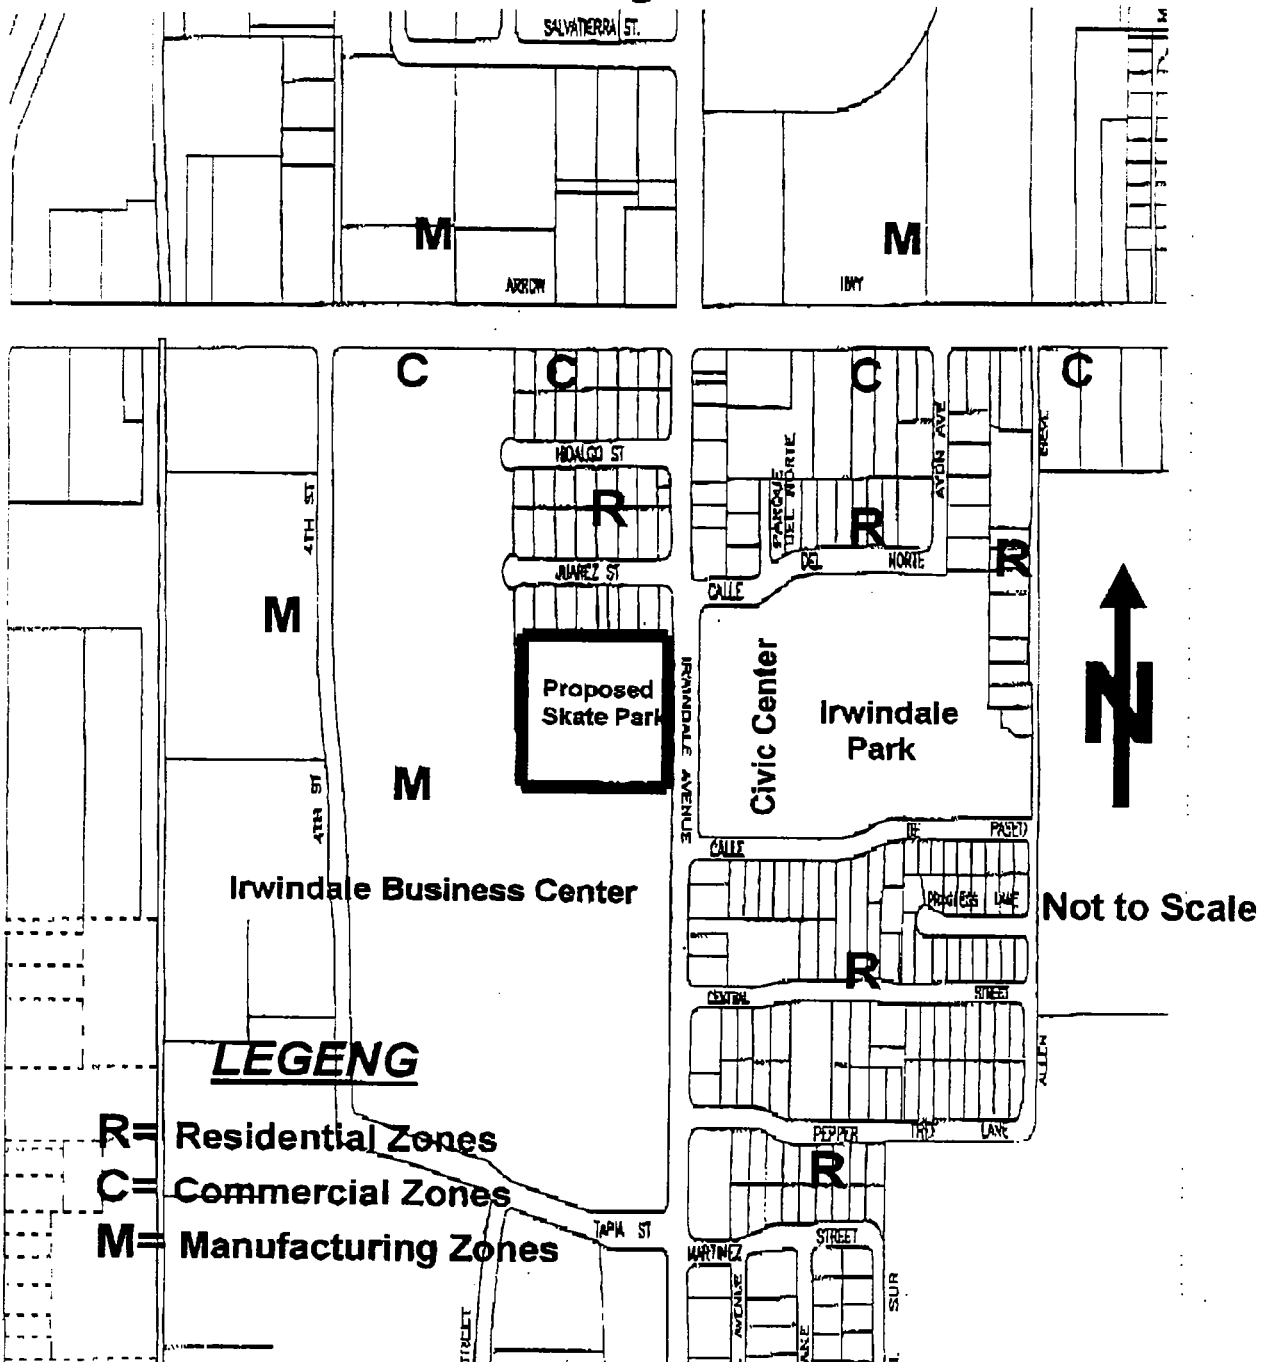 SALVATIERRA ST.
M
M
ARROW
HWY
C
C
C
C
HIDALGO ST
AYON AVE
PARQUE
DEL NORTE
4TH ST
R
R
R
JUAREZ ST
DEL
NORTE
CALLE
M
N
Proposed
Skate Park
IRWINDALE AVENUE
Civic Center
Irwindale
Park
M
4TH ST
DE
PASEO
CALLE
Irwindale Business Center
LANE
Not to Scale
R
CENTRAL
STREET
ALLEN
LEGENG
R= Residential Zones
PEPPER
LANE
R
C= Commercial Zones
TAPIA ST
M= Manufacturing Zones
MARTINEZ
STREET
AVENUE
SUR